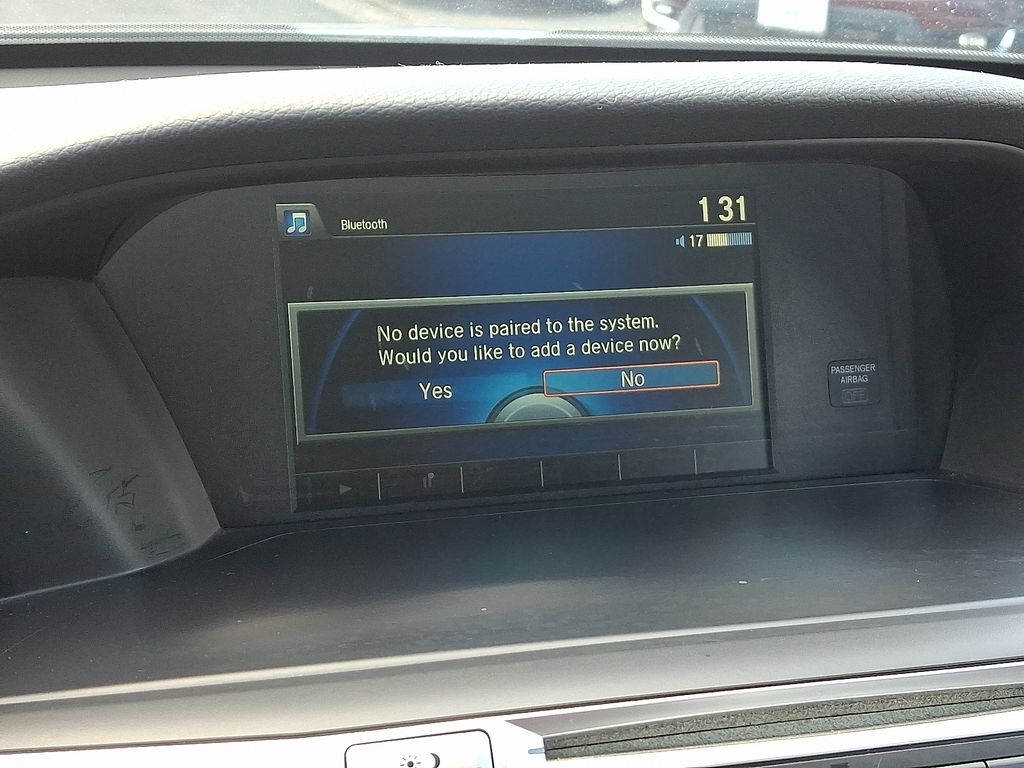 Bluetooth
1 31
17
No device is paired to the system.
Would you like to add a device now?
Yes
No
PASSENGER
AIRBAG